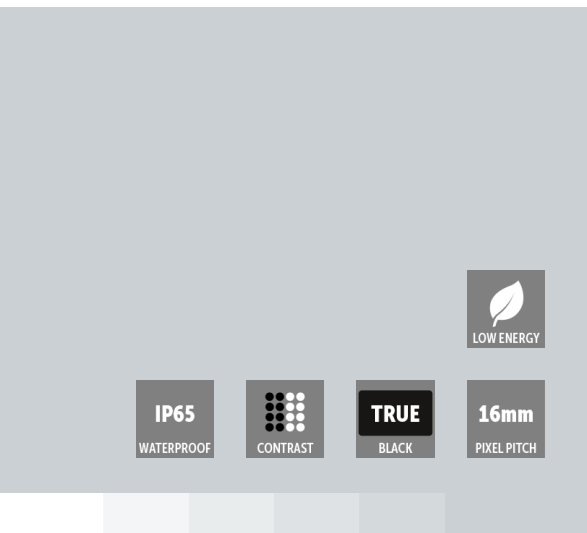 LOW ENERGY
IP65
WATERPROOF
CONTRAST
TRUE
BLACK
16mm
PIXEL PITCH